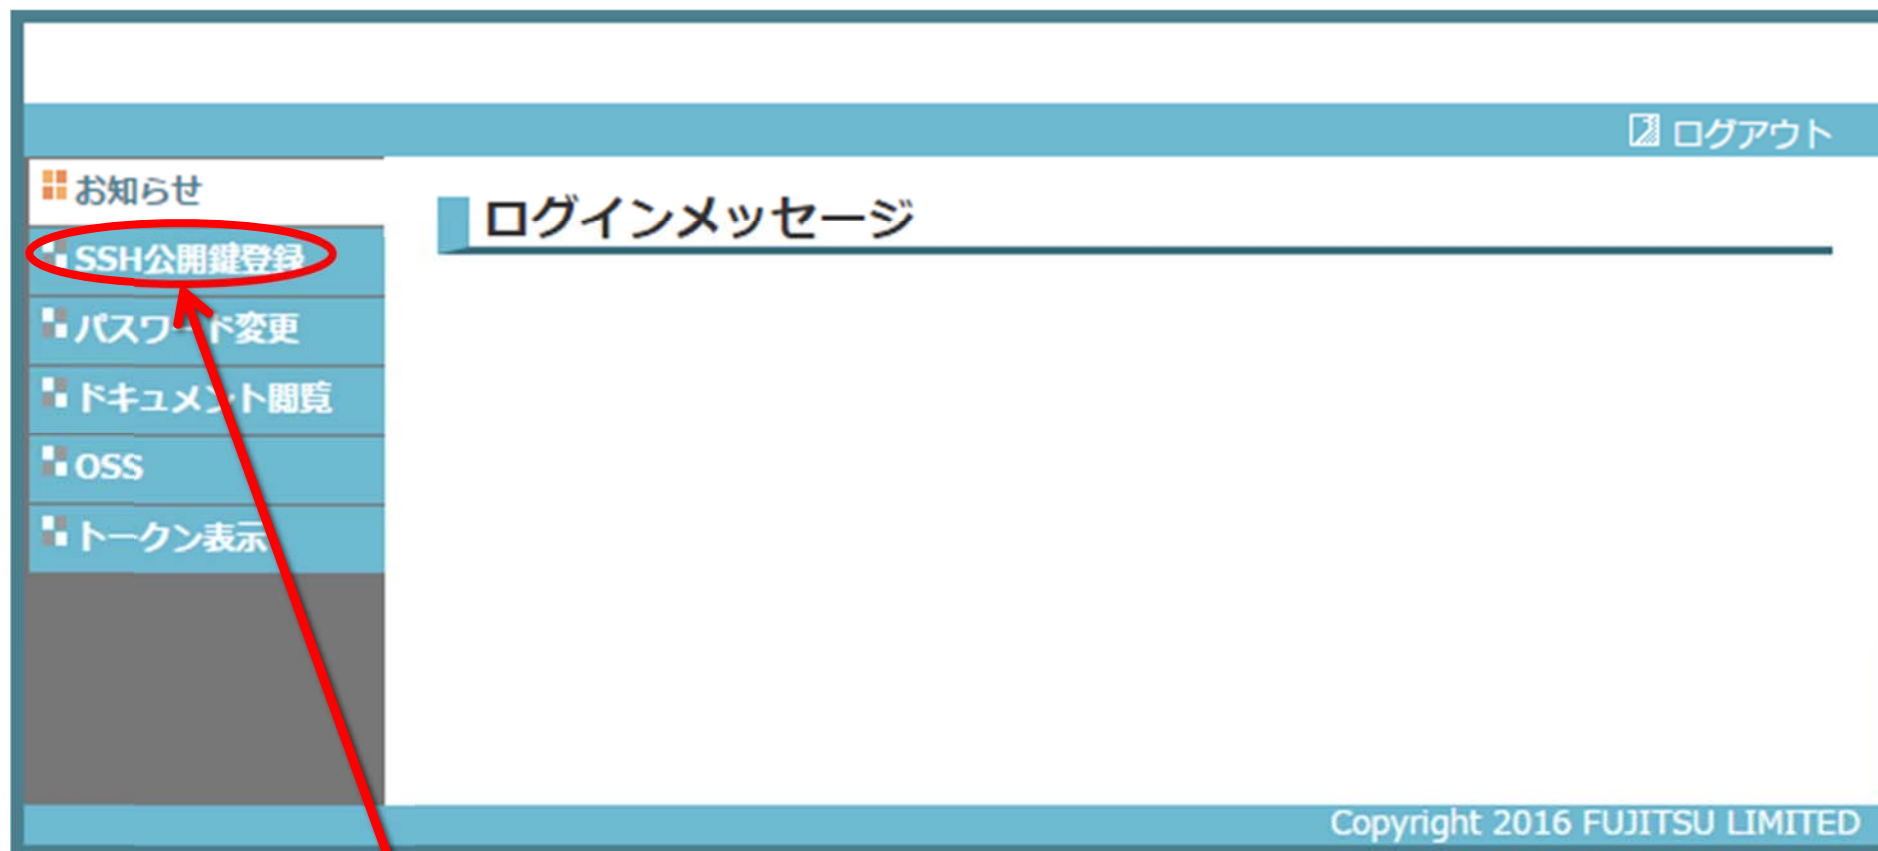 ログアウト
お知らせ
ログインメッセージ
SSH公開鍵登録
パスワード変更
ドキュメント閲覧
OSS
トークン表示
Copyright 2016 FUJITSU LIMITED